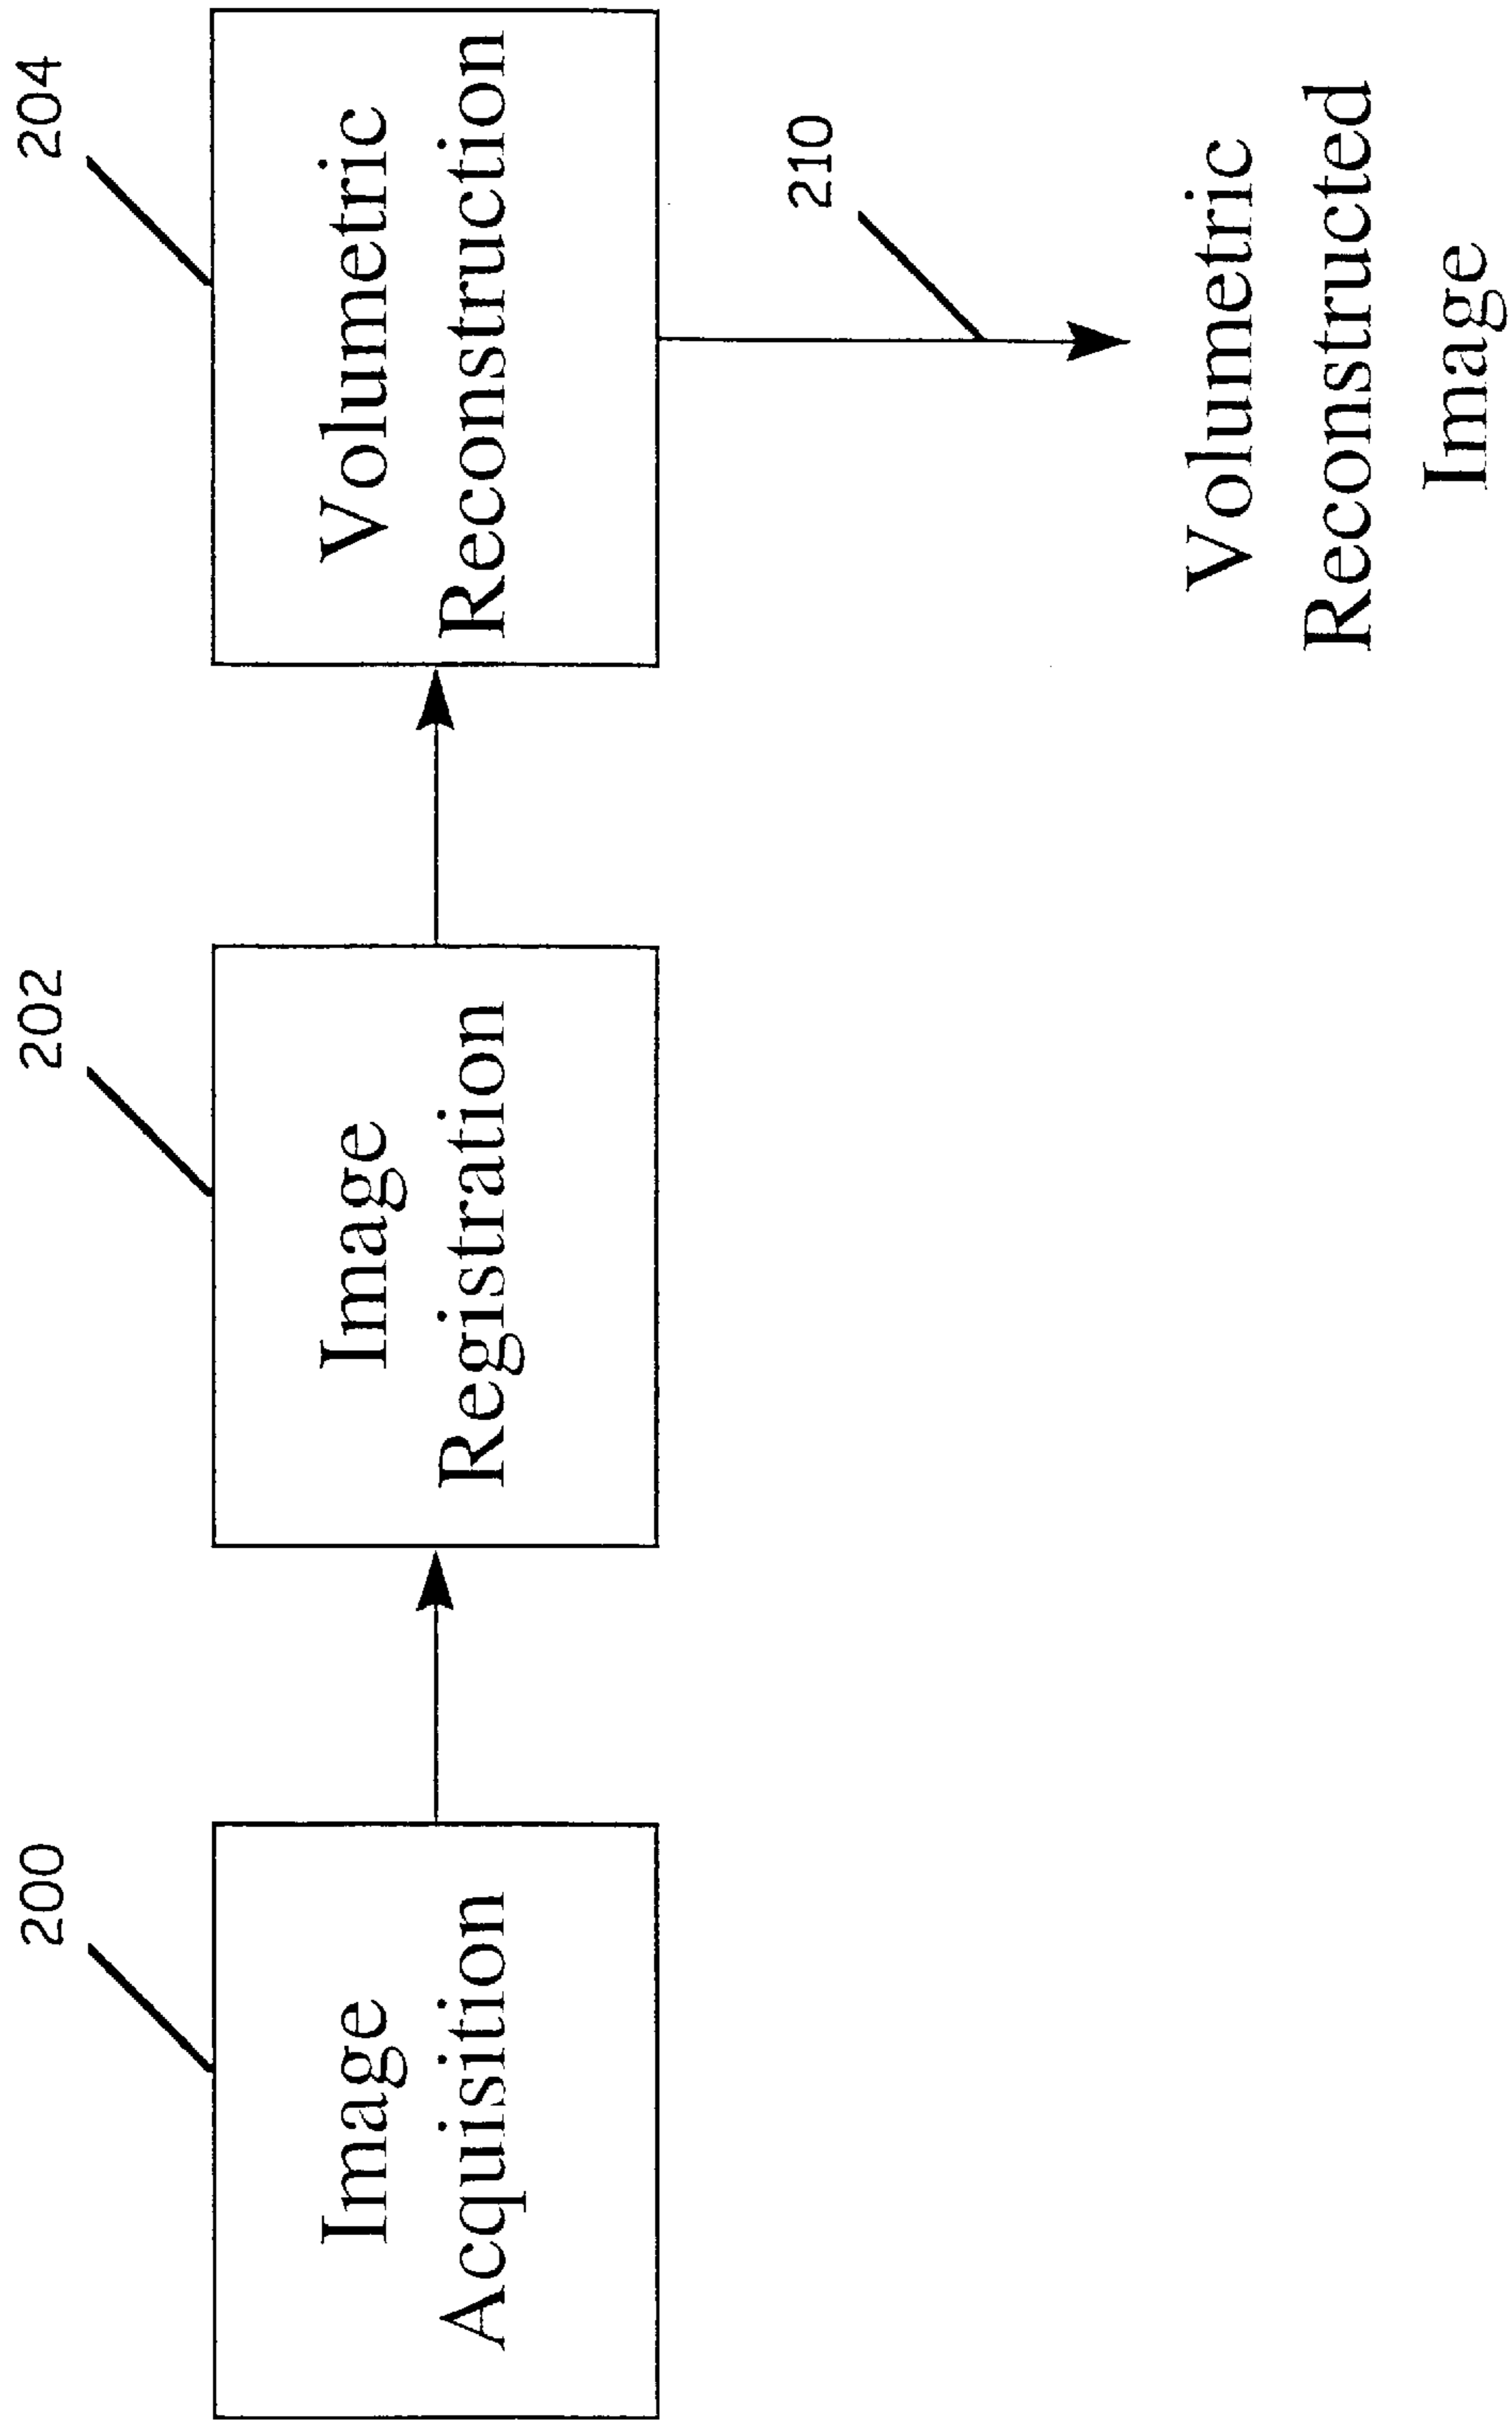 200
202
204
Image
Acquisition
Image
Registration
Volumetric
Reconstruction
210
Volumetric
Reconstructed
Image